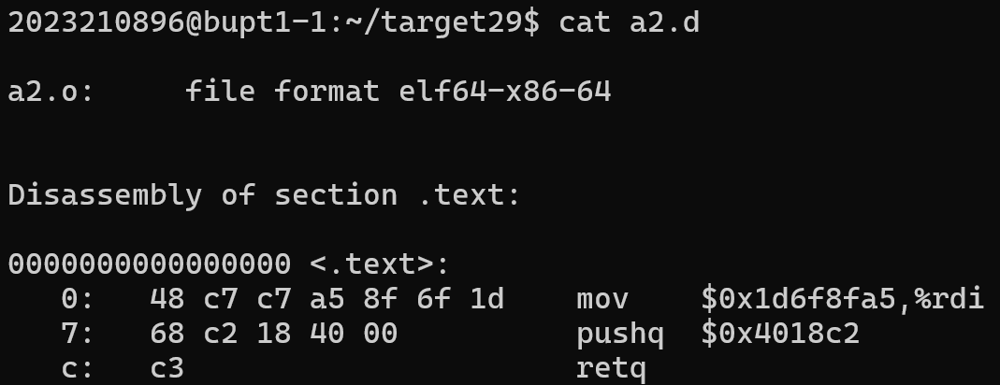 2023210896@bupt1-1:~/target29$ cat a2.d
a2.o:     file format elf64-x86-64
Disassembly of section .text:
0000000000000000 <.text>:
   0:   48 c7 c7 a5 8f 6f 1d    mov    $0x1d6f8fa5,%rdi
   7:   68 c2 18 40 00          pushq  $0x4018c2
   c:   c3                      retq